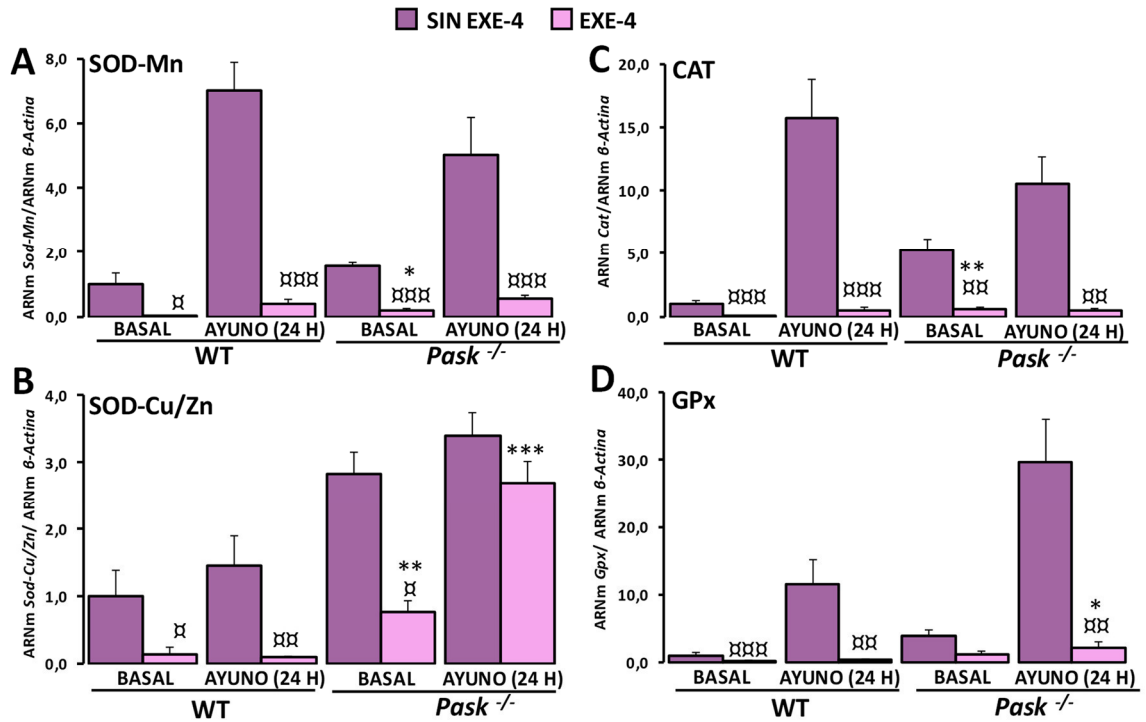 SIN EXE-4 EXE-4
A SOD-Mn
ARNm Sod-Mn/ARNm β-Actina
8,0
6,0
4,0
2,0
0,0
¤ ¤¤¤ * ¤¤¤ ¤¤¤
BASAL AYUNO (24 H) BASAL AYUNO (24 H)
WT Pask -/-
B SOD-Cu/Zn
ARNm Sod-Cu/Zn/ ARNm β-Actina
4,0
3,0
2,0
1,0
0,0
¤ ¤¤ ** ¤ ***
BASAL AYUNO (24 H) BASAL AYUNO (24 H)
WT Pask -/-
C CAT
ARNm Cat/ARNm β-Actina
20,0
15,0
10,0
5,0
0,0
¤¤¤ ¤¤¤ ** ¤¤ ¤¤
BASAL AYUNO (24 H) BASAL AYUNO (24 H)
WT Pask -/-
D GPx
ARNm Gpx/ ARNm β-Actina
40,0
30,0
20,0
10,0
0,0
¤¤¤ ¤¤ * ¤¤
BASAL AYUNO (24 H) BASAL AYUNO (24 H)
WT Pask -/-